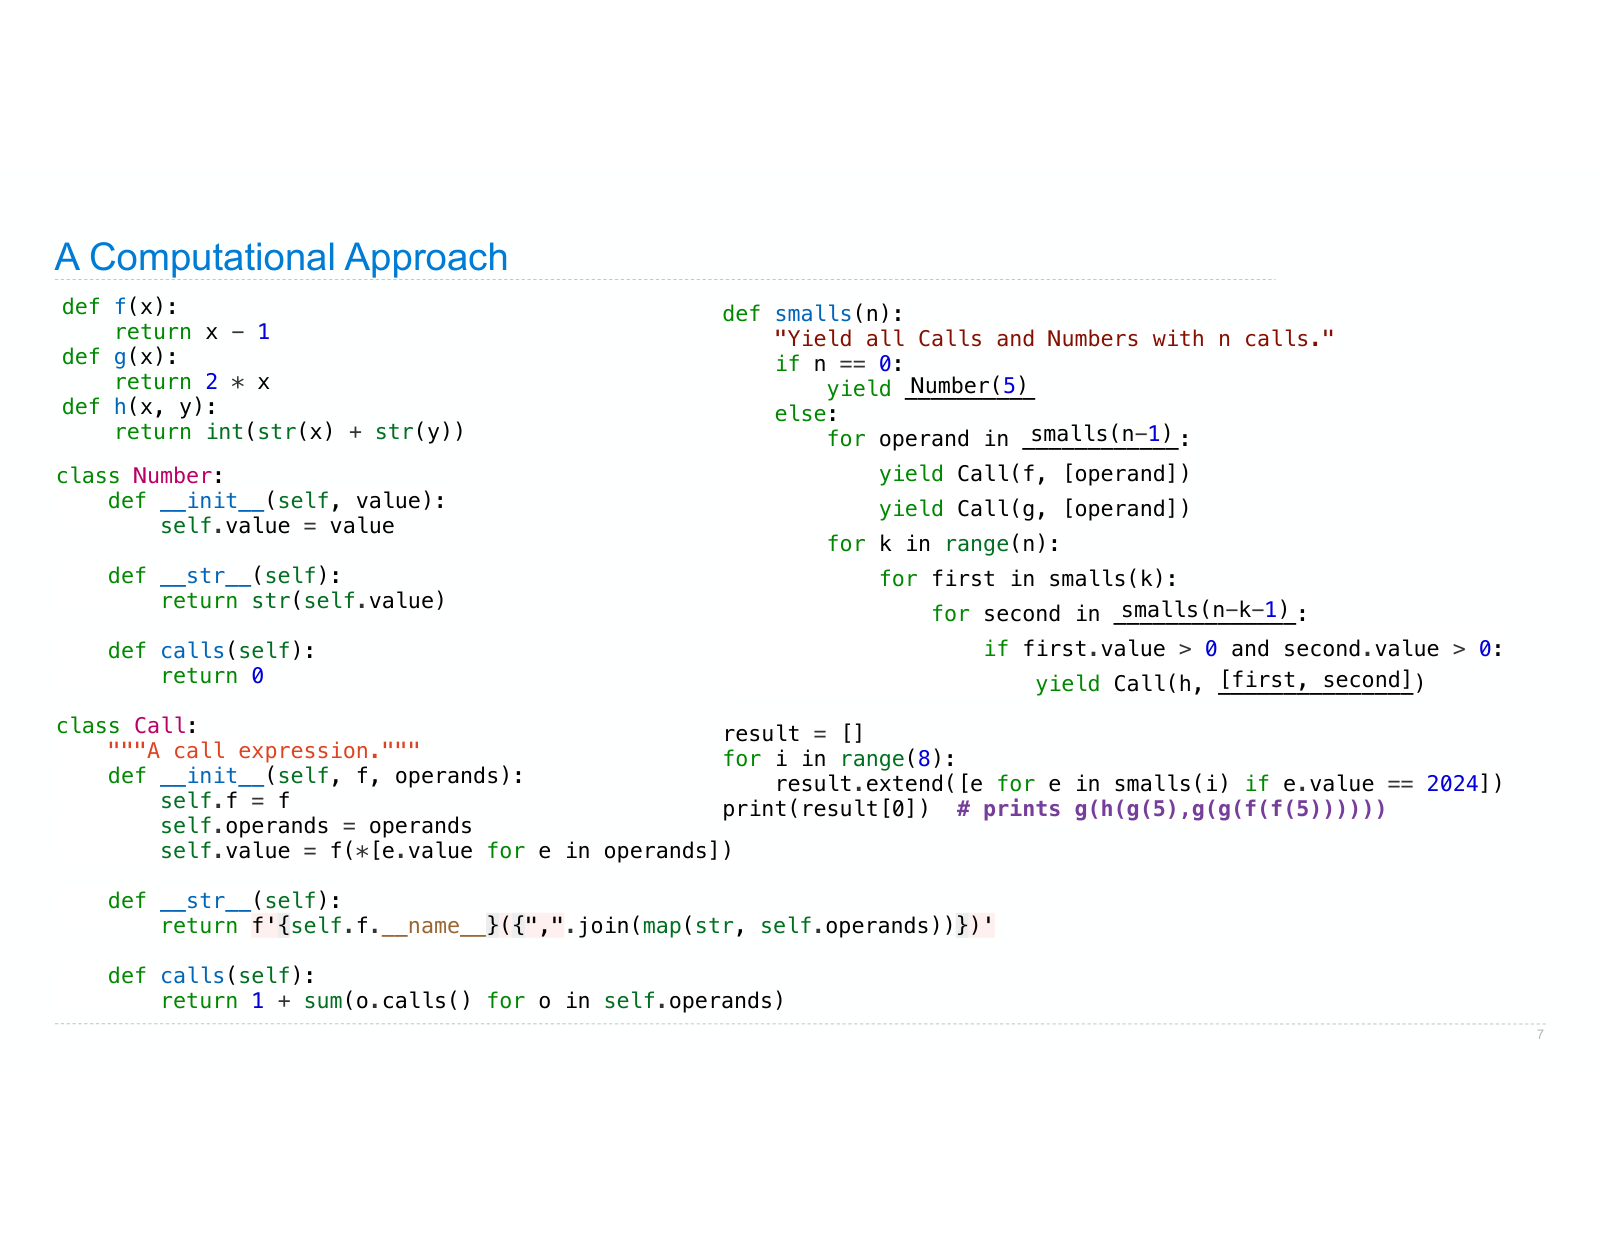 A Computational Approach
def f(x):
    return x − 1
def g(x):
    return 2 * x
def h(x, y):
    return int(str(x) + str(y))
class Number:
    def __init__(self, value):
        self.value = value
    def __str__(self):
        return str(self.value)
    def calls(self):
        return 0
class Call:
    """A call expression."""
    def __init__(self, f, operands):
        self.f = f
        self.operands = operands
        self.value = f(*[e.value for e in operands])
    def __str__(self):
        return f'{self.f.__name__}({",".join(map(str, self.operands))})'
    def calls(self):
        return 1 + sum(o.calls() for o in self.operands)
def smalls(n):
    "Yield all Calls and Numbers with n calls."
    if n == 0:
        yield Number(5)
    else:
        for operand in smalls(n−1):
            yield Call(f, [operand])
            yield Call(g, [operand])
        for k in range(n):
            for first in smalls(k):
                for second in smalls(n−k−1):
                    if first.value > 0 and second.value > 0:
                        yield Call(h, [first, second])
result = []
for i in range(8):
    result.extend([e for e in smalls(i) if e.value == 2024])
print(result[0])  # prints g(h(g(5),g(g(f(f(5))))))
7